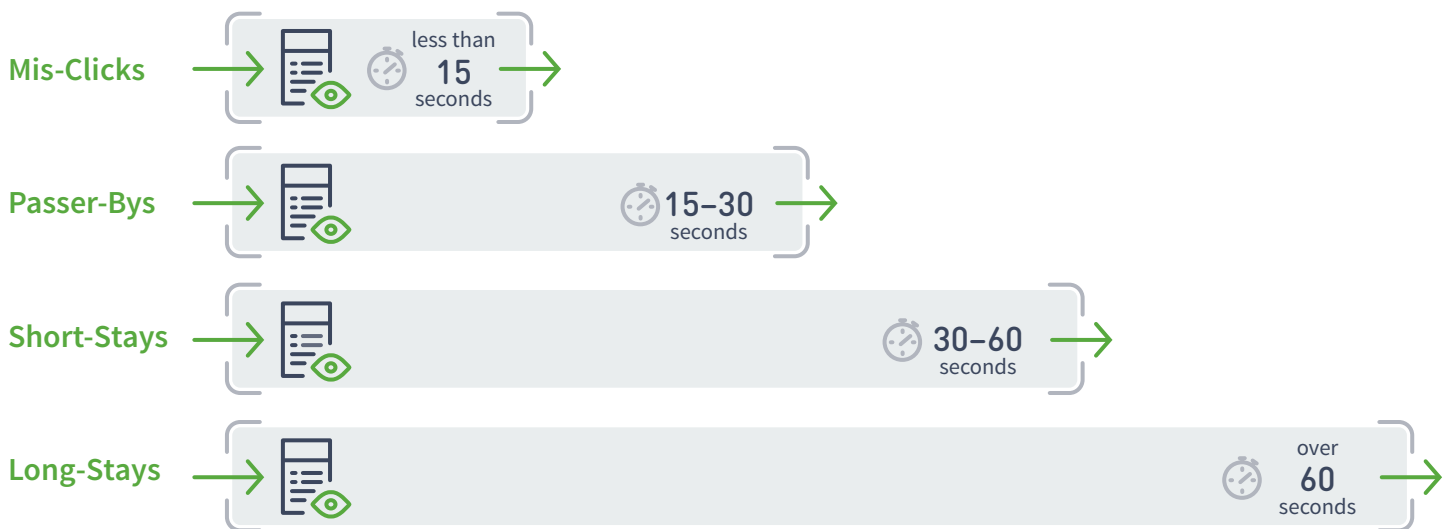 Mis-Clicks
less than
15
seconds
Passer-Bys
15–30
seconds
Short-Stays
30–60
seconds
Long-Stays
over
60
seconds